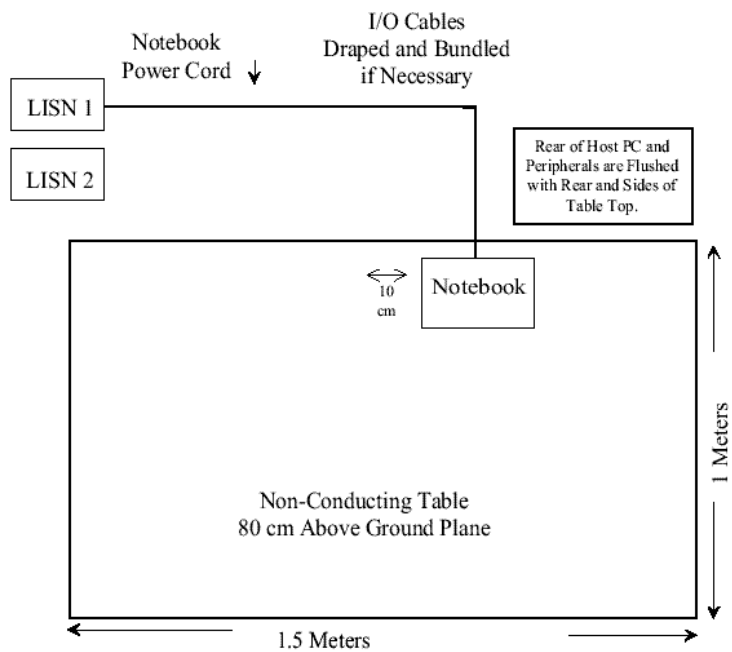 Notebook
Power Cord
I/O Cables
Draped and Bundled
if Necessary
LISN 1
LISN 2
Rear of Host PC and
Peripherals are Flushed
with Rear and Sides of
Table Top.
Notebook
10
cm
1 Meters
Non-Conducting Table
80 cm Above Ground Plane
1.5 Meters